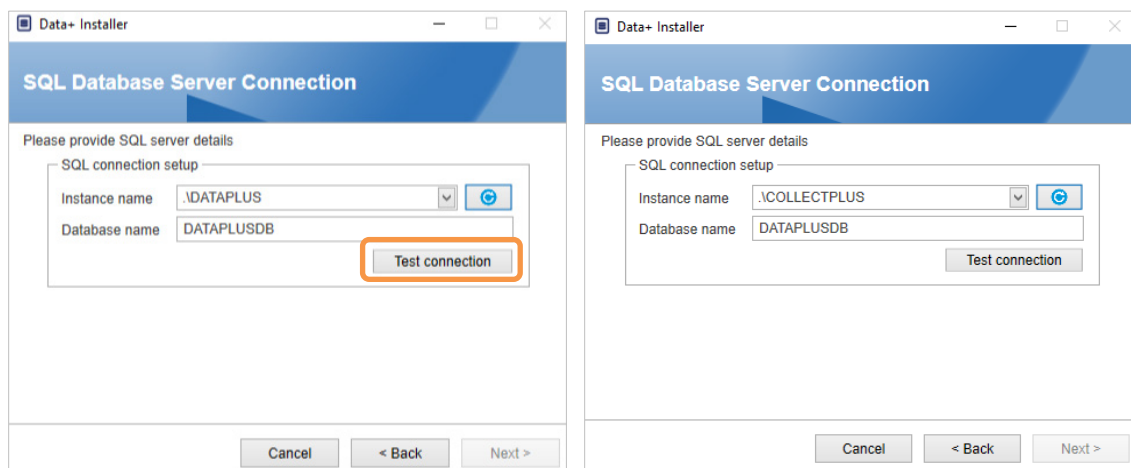 Data+ Installer
SQL Database Server Connection
Please provide SQL server details
SQL connection setup
Instance name .\DATAPLUS
Database name DATAPLUSDB
Test connection
Cancel < Back Next >
Data+ Installer
SQL Database Server Connection
Please provide SQL server details
SQL connection setup
Instance name .\COLLECTPLUS
Database name DATAPLUSDB
Test connection
Cancel < Back Next >